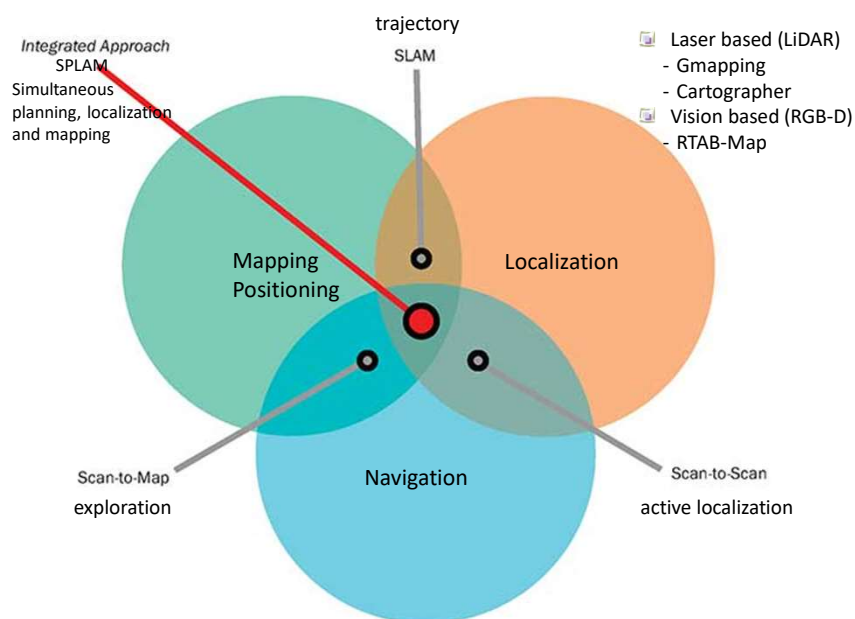 Integrated Approach
SPLAM
Simultaneous
planning, localization
and mapping
trajectory
SLAM
Laser based (LiDAR)
- Gmapping
- Cartographer
Vision based (RGB-D)
- RTAB-Map
Mapping
Positioning
Localization
Navigation
Scan-to-Map
exploration
Scan-to-Scan
active localization